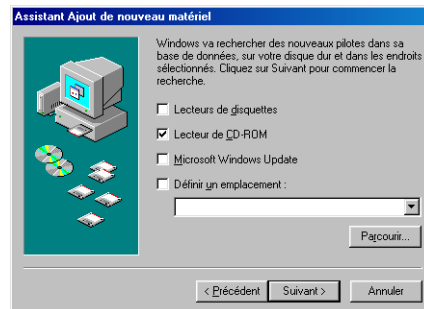 Assistant Ajout de nouveau matériel
Windows va rechercher des nouveaux pilotes dans sa
base de données, sur votre disque dur et dans les endroits
sélectionnés. Cliquez sur Suivant pour commencer la
recherche.
Lecteurs de disquettes
Lecteur de CD-ROM
Microsoft Windows Update
Définir un emplacement :
Parcourir...
< Précédent Suivant > Annuler